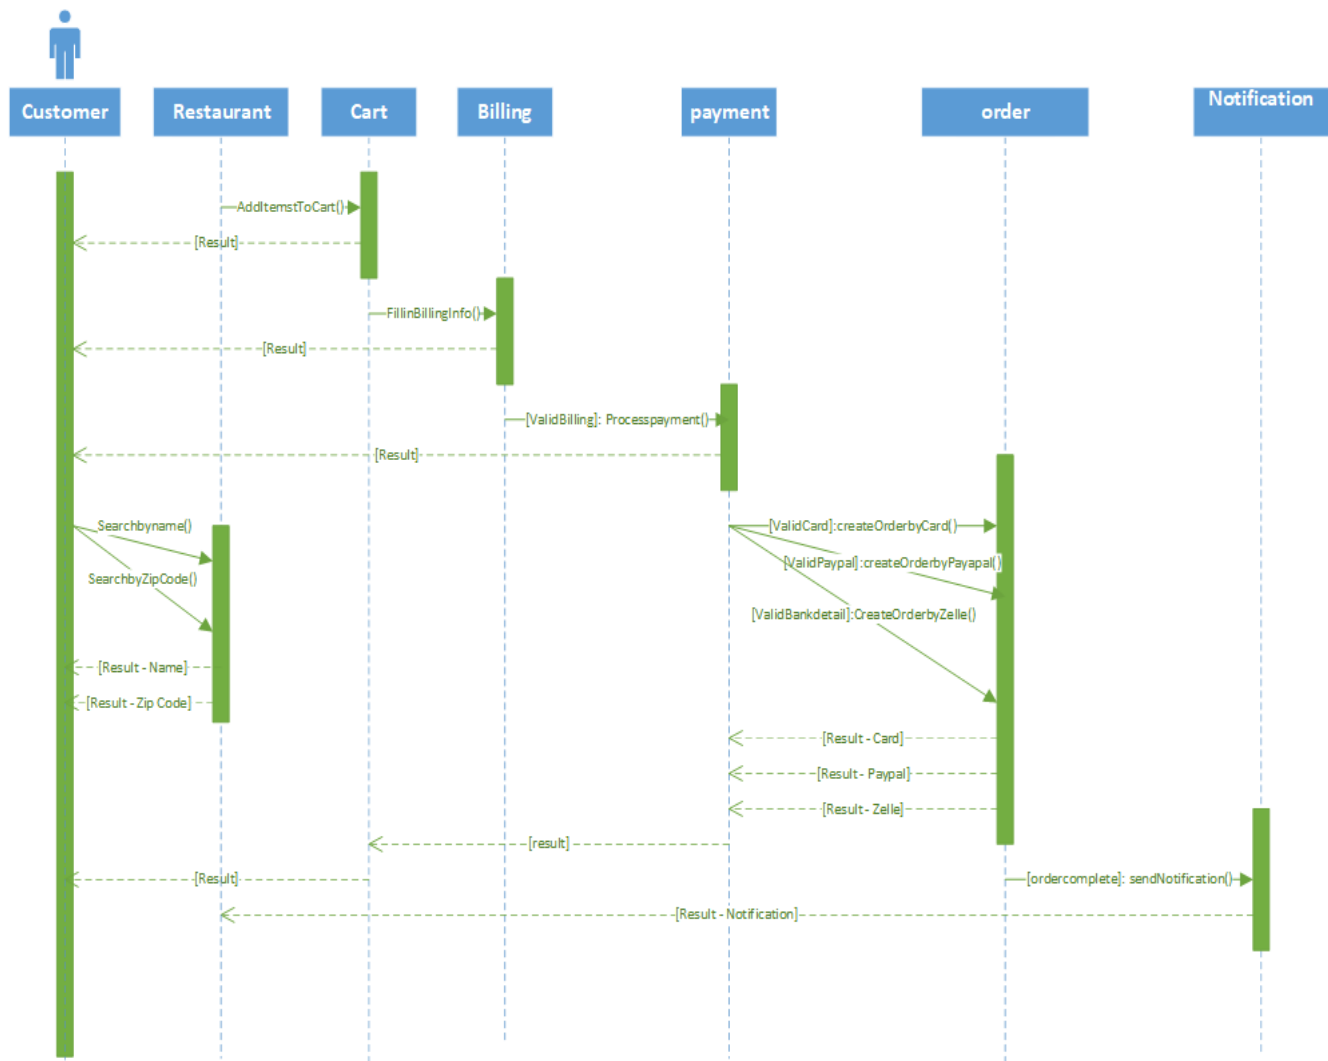 Customer
Restaurant
Cart
Billing
payment
order
Notification
AddItemstToCart()
[Result]
FillinBillingInfo()
[Result]
[ValidBilling]: Processpayment()
[Result]
Searchbyname()
[ValidCard]:createOrderbyCard()
[ValidPaypal]:createOrderbyPayapal()
SearchbyZipCode()
[ValidBankdetail]:CreateOrderbyZelle()
[Result - Name]
[Result - Zip Code]
[Result - Card]
[Result - Paypal]
[Result - Zelle]
[result]
[Result]
[ordercomplete]: sendNotification()
[Result - Notification]